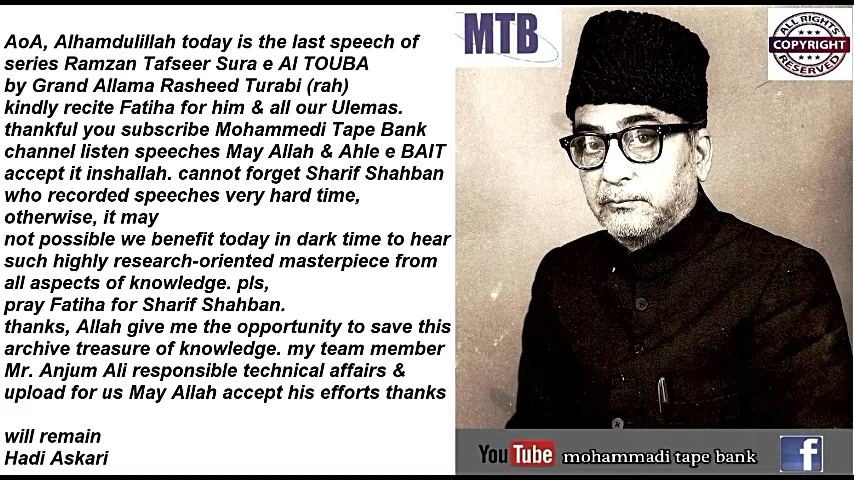 AoA, Alhamdulillah today is the last speech of
series Ramzan Tafseer Sura e Al TOUBA
by Grand Allama Rasheed Turabi (rah)
kindly recite Fatiha for him & all our Ulemas.
thankful you subscribe Mohammedi Tape Bank
channel listen speeches May Allah & Ahle e BAIT
accept it inshallah. cannot forget Sharif Shahban
who recorded speeches very hard time,
otherwise, it may
not possible we benefit today in dark time to hear
such highly research-oriented masterpiece from
all aspects of knowledge. pls,
pray Fatiha for Sharif Shahban.
thanks, Allah give me the opportunity to save this
archive treasure of knowledge. my team member
Mr. Anjum Ali responsible technical affairs &
upload for us May Allah accept his efforts thanks
will remain
Hadi Askari
MTB
ALL RIGHTS
COPYRIGHT
RESERVED
YouTube mohammadi tape bank f